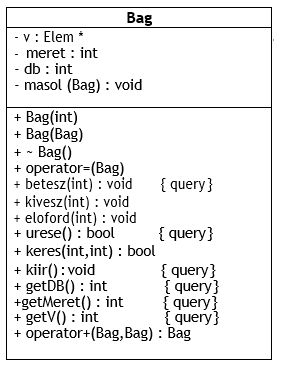 Bag
- v : Elem *
- meret : int
- db : int
- masol (Bag) : void
+ Bag(int)
+ Bag(Bag)
+ ~ Bag()
+ operator=(Bag)
+ betesz(int) : void { query }
+ kivesz(int) : void
+ eloford(int) : void
+ urese() : bool { query }
+ keres(int,int) : bool
+ kiir() : void { query }
+ getDB() : int { query }
+getMeret() : int { query }
+ getV() : int { query }
+ operator+(Bag,Bag) : Bag